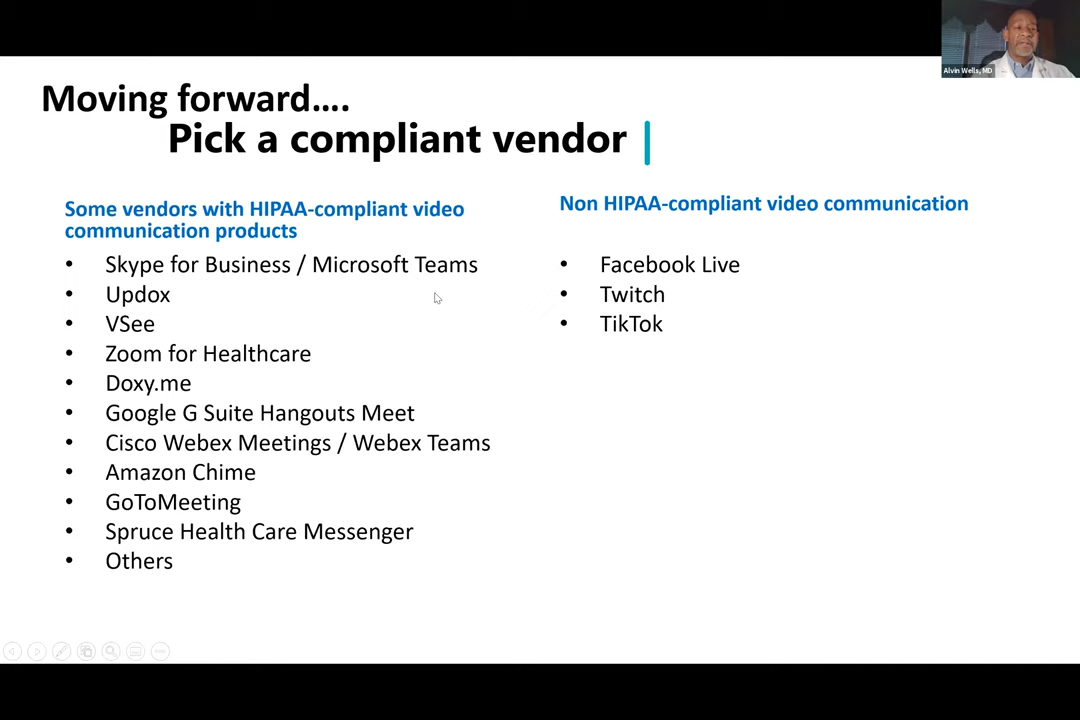 Alvin Wells, MD
Moving forward....
Pick a compliant vendor
Some vendors with HIPAA-compliant video
communication products
• Skype for Business / Microsoft Teams
• Updox
• VSee
• Zoom for Healthcare
• Doxy.me
• Google G Suite Hangouts Meet
• Cisco Webex Meetings / Webex Teams
• Amazon Chime
• GoToMeeting
• Spruce Health Care Messenger
• Others
Non HIPAA-compliant video communication
• Facebook Live
• Twitch
• TikTok